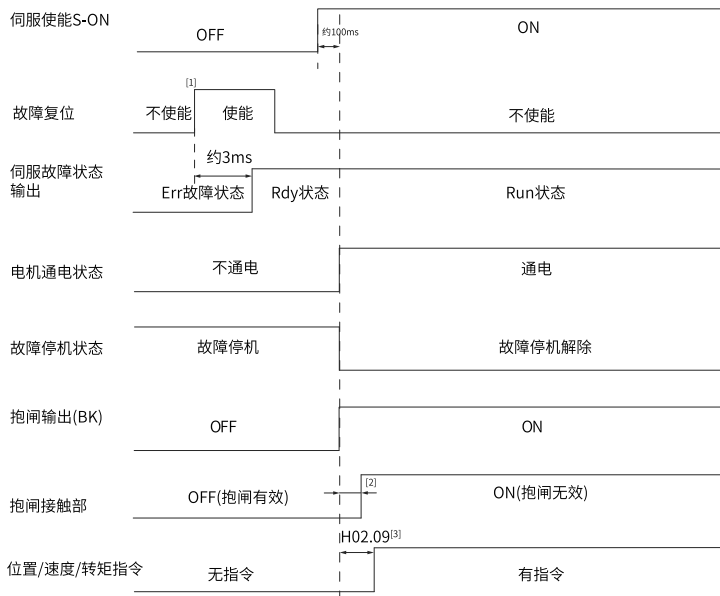 伺服使能S-ON
OFF
约100ms
ON
[1]
故障复位
不使能
使能
不使能
约3ms
伺服故障状态
输出
Err故障状态
Rdy状态
Run状态
电机通电状态
不通电
通电
故障停机状态
故障停机
故障停机解除
抱闸输出(BK)
OFF
ON
[2]
抱闸接触部
OFF(抱闸有效)
ON(抱闸无效)
H02.09[3]
位置/速度/转矩指令
无指令
有指令